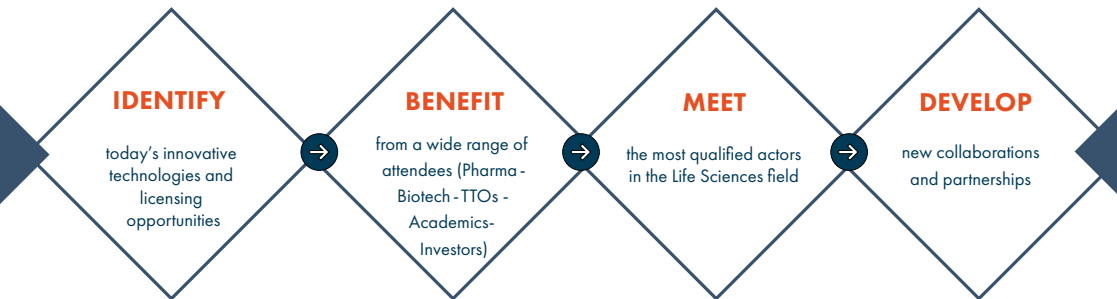 IDENTIFY
today's innovative
technologies and
licensing
opportunities
BENEFIT
from a wide range of
attendees (Pharma -
Biotech - TTOs -
Academics-
Investors)
MEET
the most qualified actors
in the Life Sciences field
DEVELOP
new collaborations
and partnerships